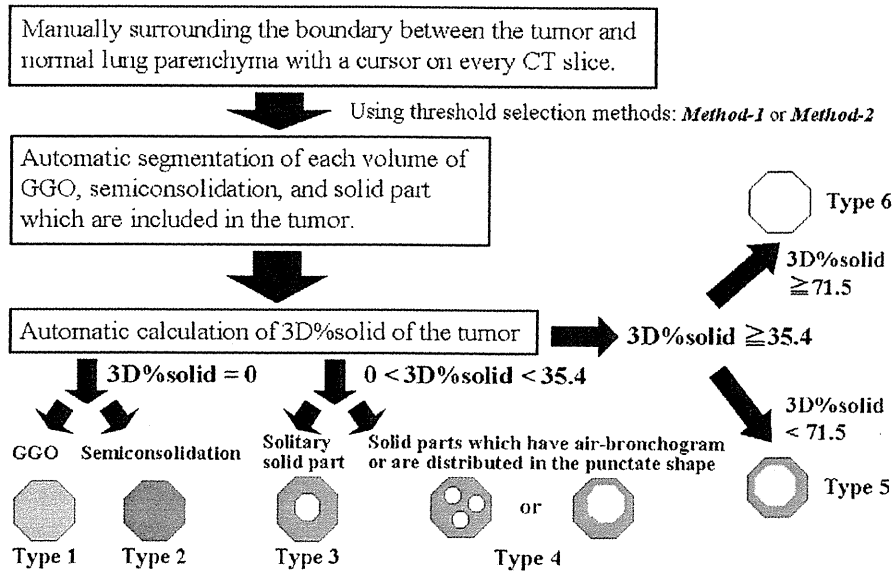 Manually surrounding the boundary between the tumor and
normal lung parenchyma with a cursor on every CT slice.
Using threshold selection methods: Method-1 or Method-2
Automatic segmentation of each volume of
GGO, semiconsolidation, and solid part
which are included in the tumor.
Type 6
3D%solid
≧71.5
Automatic calculation of 3D%solid of the tumor
3D%solid ≧35.4
3D%solid = 0
0 < 3D%solid < 35.4
3D%solid
< 71.5
GGO
Semiconsolidation
Solitary
solid part
Solid parts which have air-bronchogram
or are distributed in the punctate shape
or
Type 5
Type 1
Type 2
Type 3
Type 4